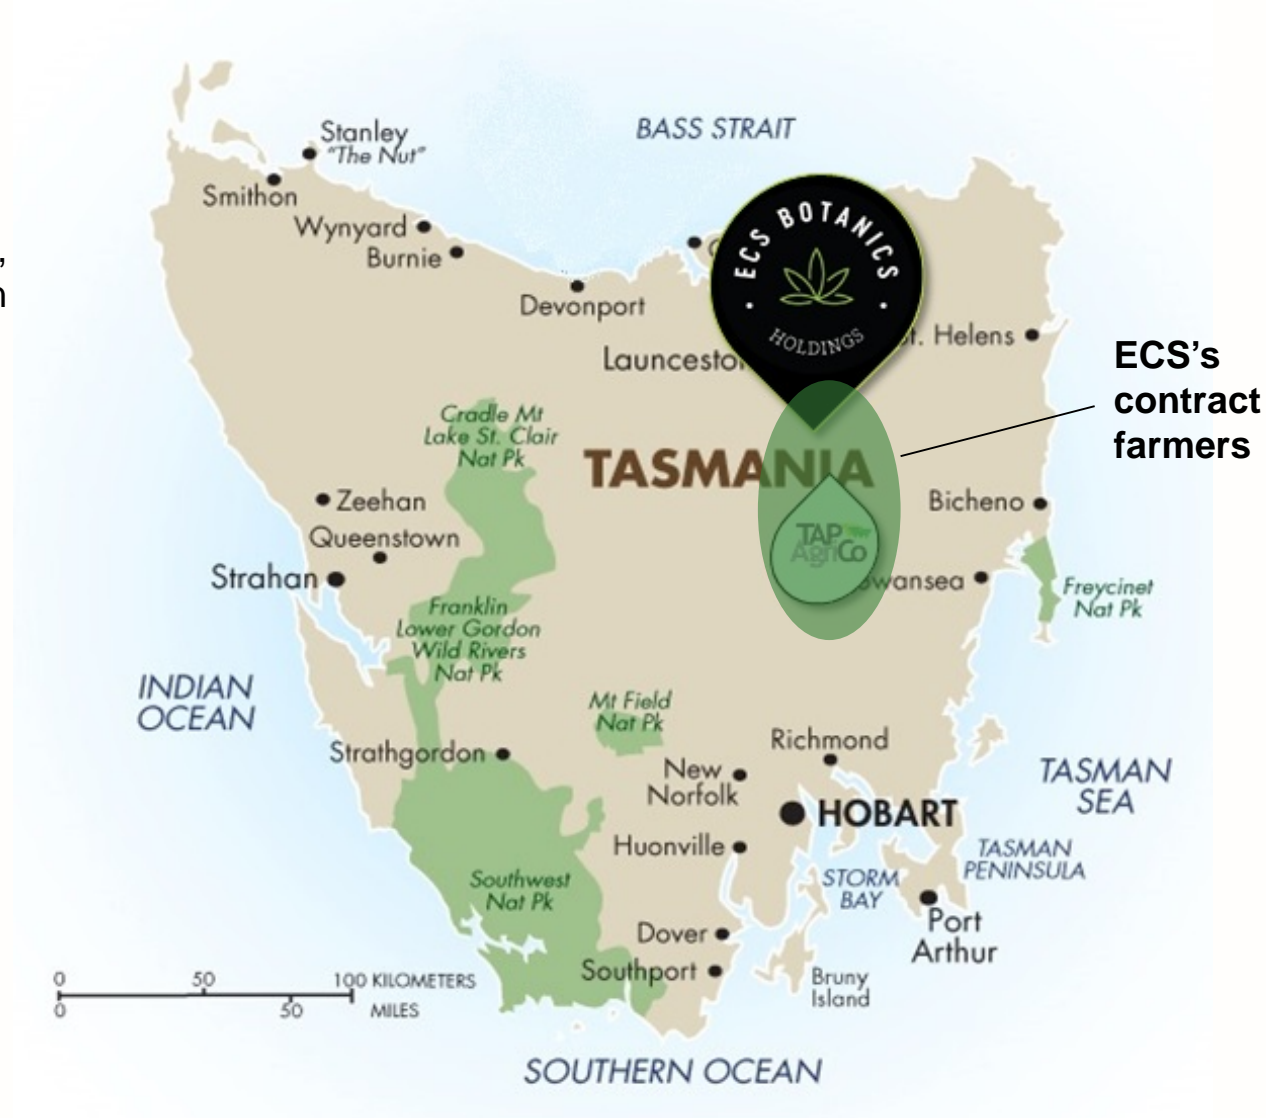 BASS STRAIT
Stanley
"The Nut"
Smithon
Wynyard
Burnie
Devonport
ECS BOTANICS
HOLDINGS
t. Helens
Launcesto
ECS's
contract
farmers
Cradle Mt
Lake St. Clair
Nat Pk
TASMANIA
Zeehan
Queenstown
Strahan
Bicheno
TAP
AgriCo
wansea
Freycinet
Nat Pk
Franklin
Lower Gordon
Wild Rivers
Nat Pk
INDIAN
OCEAN
Mt Field
Nat Pk
Strathgordon
Richmond
New
Norfolk
HOBART
TASMAN
SEA
Huonville
TASMAN
PENINSULA
Southwest
Nat Pk
STORM
BAY
Port
Arthur
Dover
Southport
Bruny
Island
0 50 100 KILOMETERS
0 50 MILES
SOUTHERN OCEAN